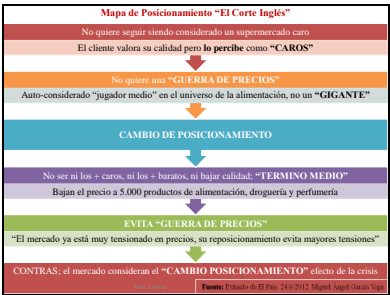 Mapa de Posicionamiento “El Corte Inglés”
No quiere seguir siendo considerado un supermercado caro
El cliente valora su calidad pero lo percibe como “CAROS”
No quiere una “GUERRA DE PRECIOS”
Auto-considerado “jugador medio” en el universo de la alimentación, no un “GIGANTE”
CAMBIO DE POSICIONAMIENTO
No ser ni los + caros, ni los + baratos, ni bajar calidad; “TERMINO MEDIO”
Bajan el precio a 5.000 productos de alimentación, droguería y perfumería
EVITA “GUERRA DE PRECIOS”
“El mercado ya está muy tensionado en precios, su reposicionamiento evita mayores tensiones”
CONTRAS; el mercado consideran el “CAMBIO POSICIONAMIENTO” efecto de la crisis
Fuente: Extracto de El País 24/6/2012. Miguel Ángel García Vega